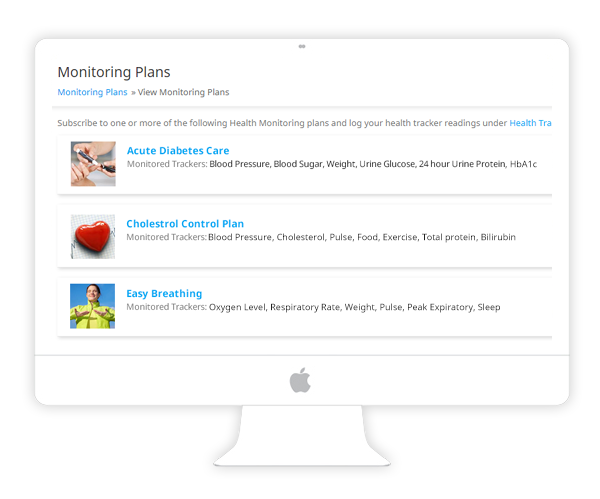 Monitoring Plans
Monitoring Plans » View Monitoring Plans
Subscribe to one or more of the following Health Monitoring plans and log your health tracker readings under Health Tra
Acute Diabetes Care
Monitored Trackers: Blood Pressure, Blood Sugar, Weight, Urine Glucose, 24 hour Urine Protein, HbA1c
Cholestrol Control Plan
Monitored Trackers: Blood Pressure, Cholesterol, Pulse, Food, Exercise, Total protein, Bilirubin
Easy Breathing
Monitored Trackers: Oxygen Level, Respiratory Rate, Weight, Pulse, Peak Expiratory, Sleep